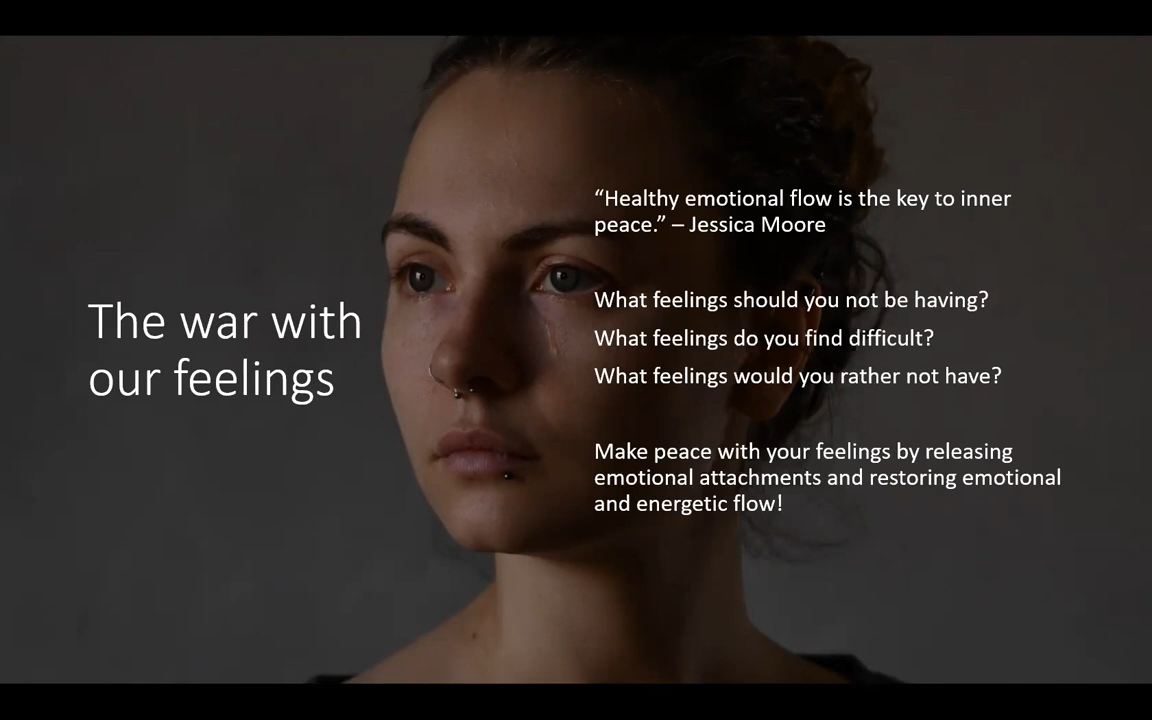 The war with
our feelings
“Healthy emotional flow is the key to inner
peace.” – Jessica Moore
What feelings should you not be having?
What feelings do you find difficult?
What feelings would you rather not have?
Make peace with your feelings by releasing
emotional attachments and restoring emotional
and energetic flow!